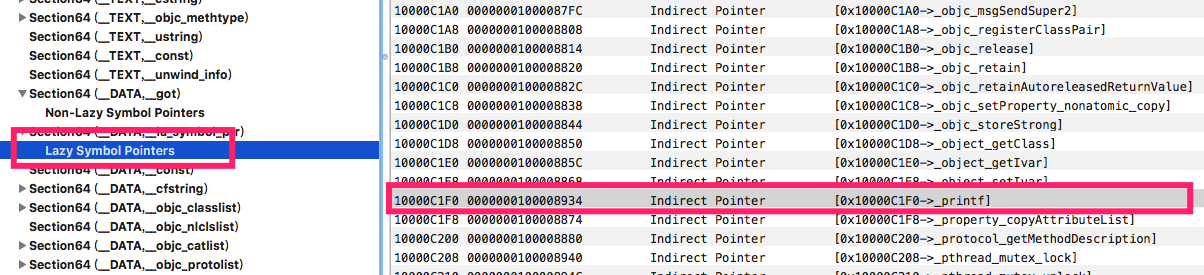 Section64 (__TEXT,__cstring)
Section64 (__TEXT,__objc_methtype)
Section64 (__TEXT,__ustring)
Section64 (__TEXT,__const)
Section64 (__TEXT,__unwind_info)
Section64 (__DATA,__got)
Non-Lazy Symbol Pointers
Section64 (__DATA,__la_symbol_ptr)
Lazy Symbol Pointers
Section64 (__DATA,__const)
Section64 (__DATA,__cfstring)
Section64 (__DATA,__objc_classlist)
Section64 (__DATA,__objc_nlclslist)
Section64 (__DATA,__objc_catlist)
Section64 (__DATA,__objc_protolist)
10000C1A0 00000001000087FC Indirect Pointer [0x10000C1A0->_objc_msgSendSuper2]
10000C1A8 0000000100008808 Indirect Pointer [0x10000C1A8->_objc_registerClassPair]
10000C1B0 0000000100008814 Indirect Pointer [0x10000C1B0->_objc_release]
10000C1B8 0000000100008820 Indirect Pointer [0x10000C1B8->_objc_retain]
10000C1C0 000000010000882C Indirect Pointer [0x10000C1C0->_objc_retainAutoreleasedReturnValue]
10000C1C8 0000000100008838 Indirect Pointer [0x10000C1C8->_objc_setProperty_nonatomic_copy]
10000C1D0 0000000100008844 Indirect Pointer [0x10000C1D0->_objc_storeStrong]
10000C1D8 0000000100008850 Indirect Pointer [0x10000C1D8->_object_getClass]
10000C1E0 000000010000885C Indirect Pointer [0x10000C1E0->_object_getIvar]
10000C1E8 0000000100008868 Indirect Pointer [0x10000C1E8->_object_setIvar]
10000C1F0 0000000100008934 Indirect Pointer [0x10000C1F0->_printf]
10000C1F8 0000000100008874 Indirect Pointer [0x10000C1F8->_property_copyAttributeList]
10000C200 0000000100008880 Indirect Pointer [0x10000C200->_protocol_getMethodDescription]
10000C208 0000000100008940 Indirect Pointer [0x10000C208->_pthread_mutex_lock]